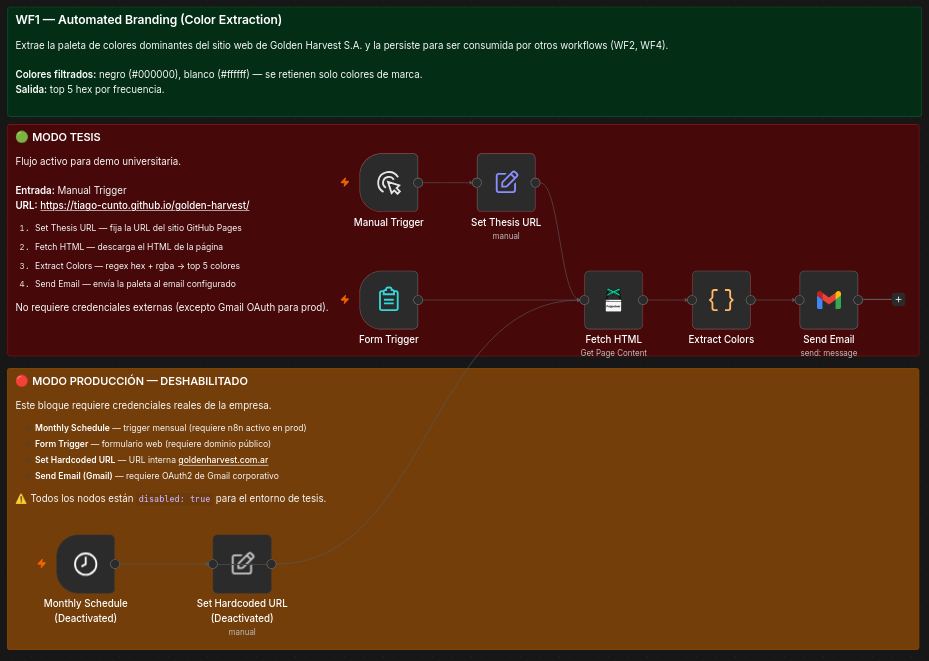 WF1 — Automated Branding (Color Extraction)
Extrae la paleta de colores dominantes del sitio web de Golden Harvest S.A. y la persiste para ser consumida por otros workflows (WF2, WF4).
Colores filtrados: negro (#000000), blanco (#ffffff) — se retienen solo colores de marca.
Salida: top 5 hex por frecuencia.
🟢 MODO TESIS
Flujo activo para demo universitaria.
Entrada: Manual Trigger
URL: https://tiago-cunto.github.io/golden-harvest/
1. Set Thesis URL — fija la URL del sitio GitHub Pages
2. Fetch HTML — descarga el HTML de la página
3. Extract Colors — regex hex + rgba → top 5 colores
4. Send Email — envía la paleta al email configurado
No requiere credenciales externas (excepto Gmail OAuth para prod).
Manual Trigger
Set Thesis URL
manual
Form Trigger
Fetch HTML
Get Page Content
Extract Colors
Send Email
send: message
🔴 MODO PRODUCCIÓN — DESHABILITADO
Este bloque requiere credenciales reales de la empresa.
Monthly Schedule — trigger mensual (requiere n8n activo en prod)
Form Trigger — formulario web (requiere dominio público)
Set Hardcoded URL — URL interna goldenharvest.com.ar
Send Email (Gmail) — requiere OAuth2 de Gmail corporativo
⚠️ Todos los nodos están disabled: true para el entorno de tesis.
Monthly Schedule
(Deactivated)
Set Hardcoded URL
(Deactivated)
manual